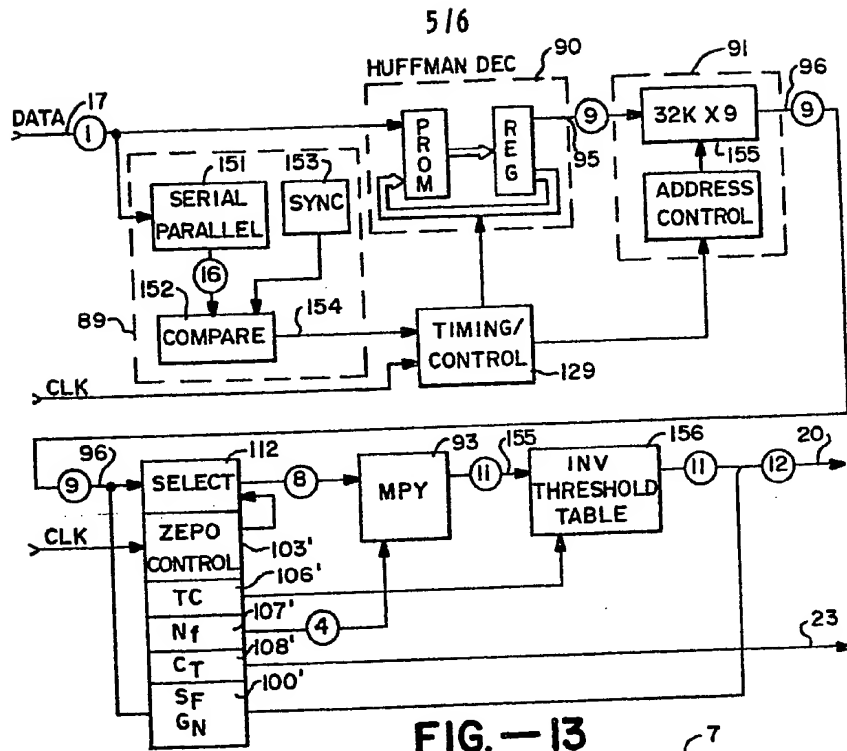 5/6
HUFFMAN DEC
90
91
96
17
DATA
1
PROM
REG
95
9
32K X 9
9
155
151
153
SERIAL
PARALLEL
SYNC
ADDRESS
CONTROL
16
152
154
89
COMPARE
TIMING/
CONTROL
129
CLK
9
96
112
SELECT
8
93
MPY
11
155
156
INV
THRESHOLD
TABLE
11
12
20
CLK
ZEPO
CONTROL
103'
TC
106'
Nf
107'
4
CT
108'
23
SF
GN
100'
FIG.—13
7